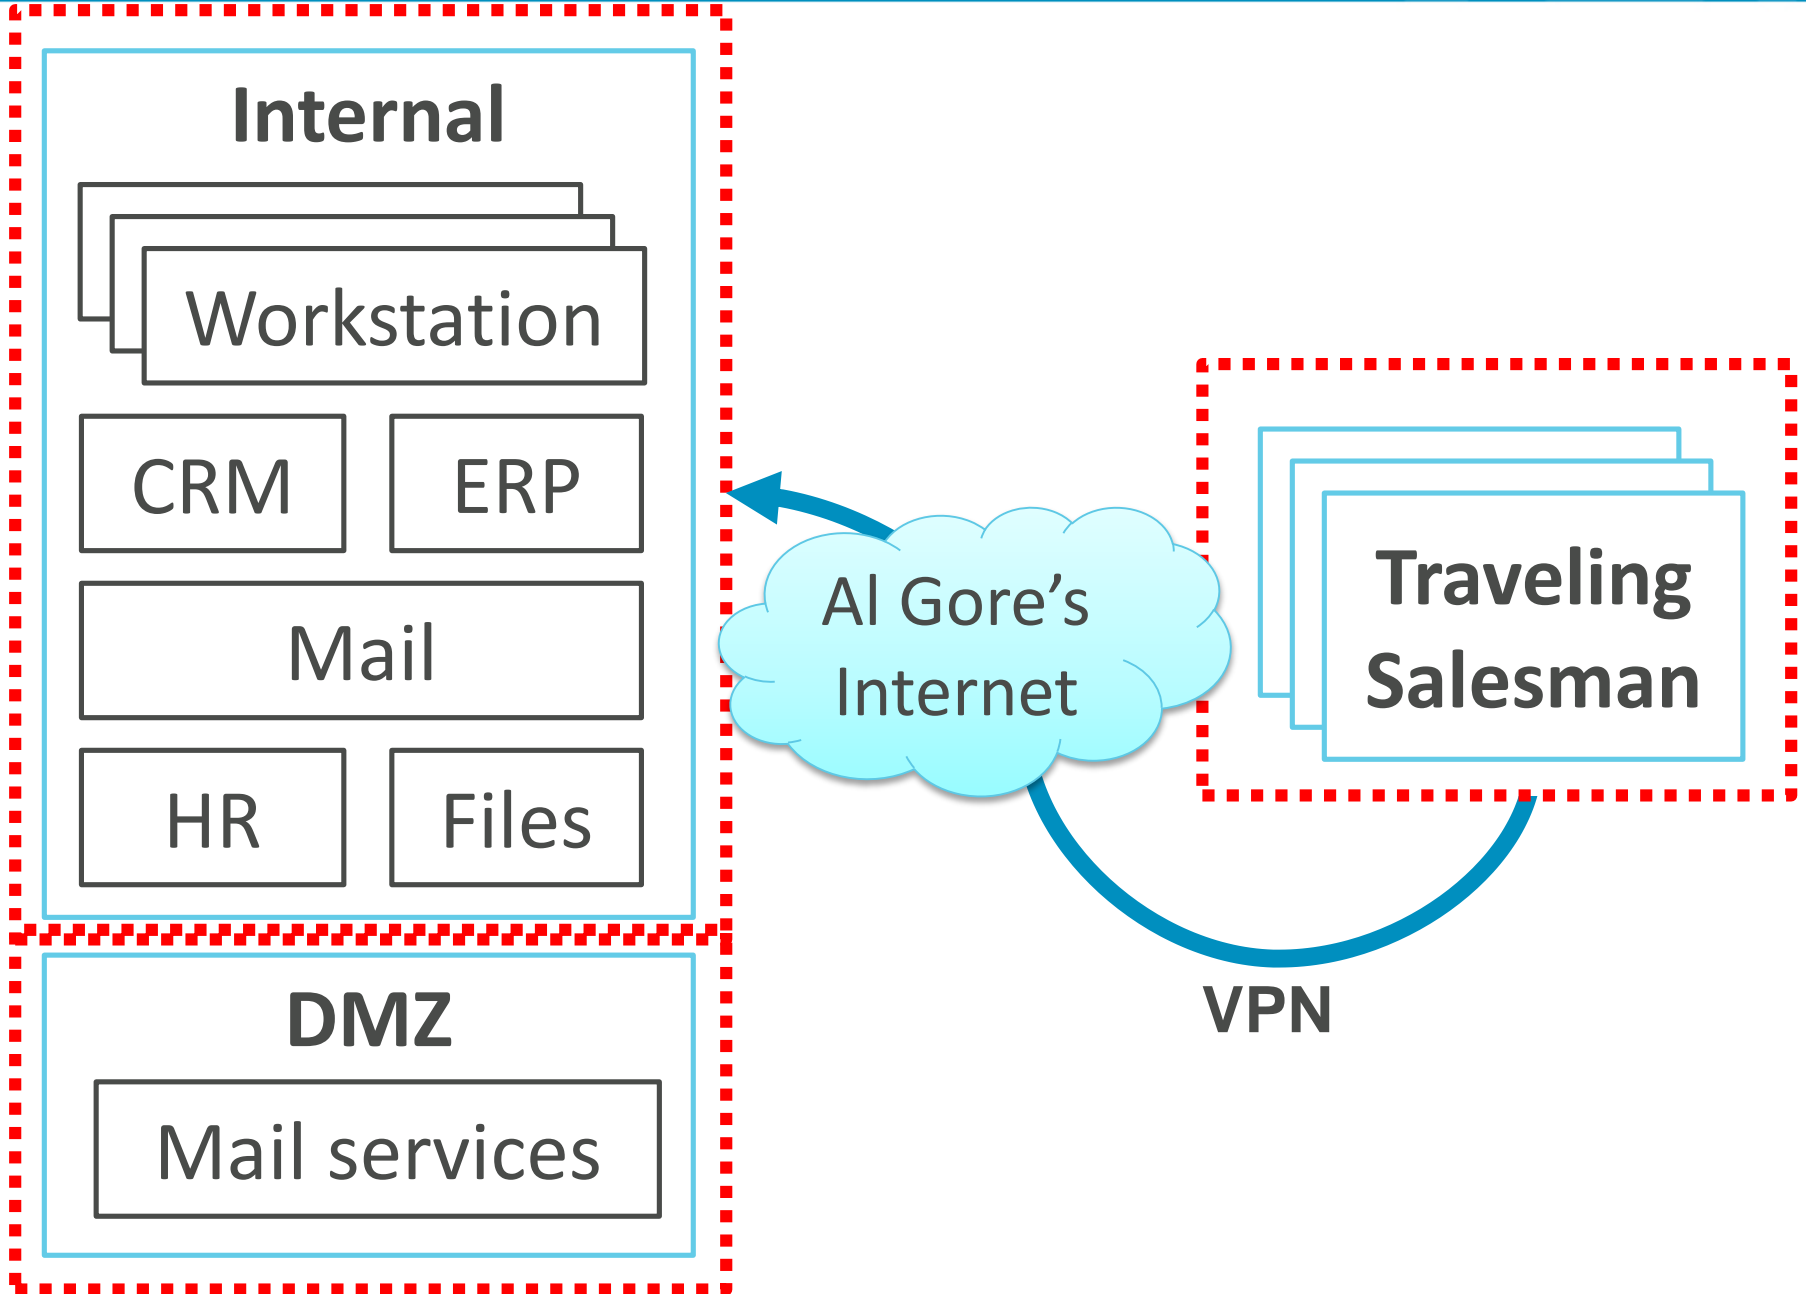 Internal
Workstation
CRM
ERP
Mail
HR
Files
DMZ
Mail services
Al Gore’s
Internet
Traveling
Salesman
VPN